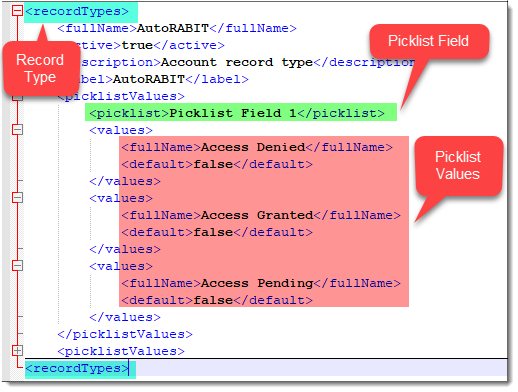 <recordTypes>
<fullName>AutoRABIT</fullName>
ctive>true</active>
scription>Account record type</description
abel>AutoRABIT</label>
<picklistValues>
<picklist>Picklist Field 1</picklist>
<values>
<fullName>Access Denied</fullName>
<default>false</default>
</values>
<values>
<fullName>Access Granted</fullName>
<default>false</default>
</values>
<values>
<fullName>Access Pending</fullName>
<default>false</default>
</values>
</picklistValues>
<picklistValues>
<recordTypes>
Record
Type
Picklist Field
Picklist
Values